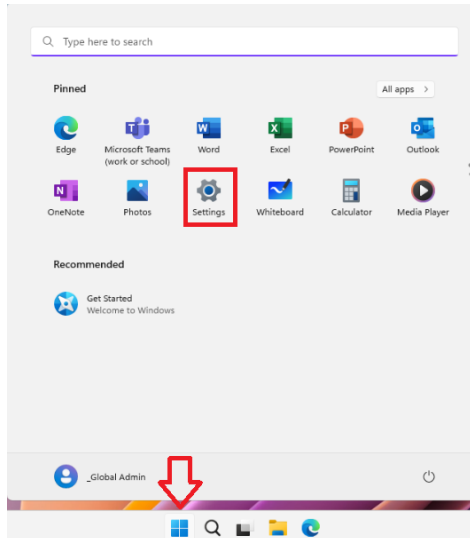 Type here to search
Pinned
All apps >
Edge
Microsoft Teams
(work or school)
Word
Excel
PowerPoint
Outlook
OneNote
Photos
Settings
Whiteboard
Calculator
Media Player
Recommended
Get Started
Welcome to Windows
_Global Admin